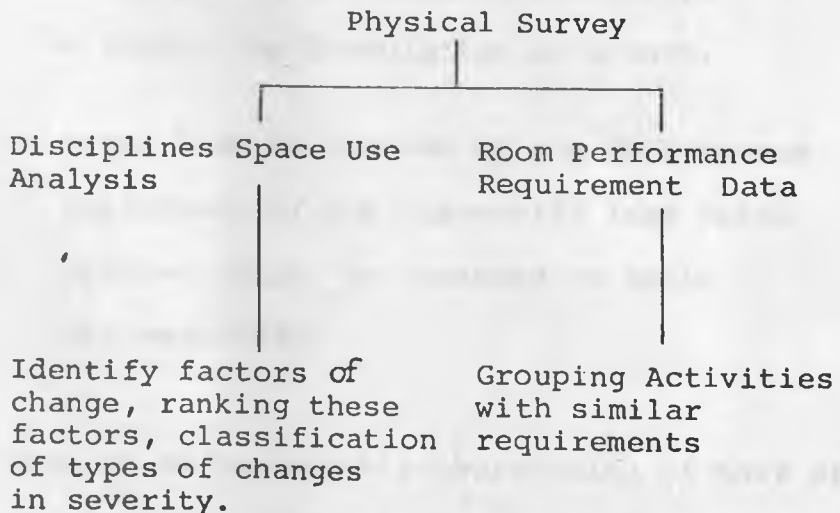 Physical Survey
Disciplines Space Use
Analysis
Room Performance
Requirement Data
Identify factors of
change, ranking these
factors, classification
of types of changes
in severity.
Grouping Activities
with similar
requirements